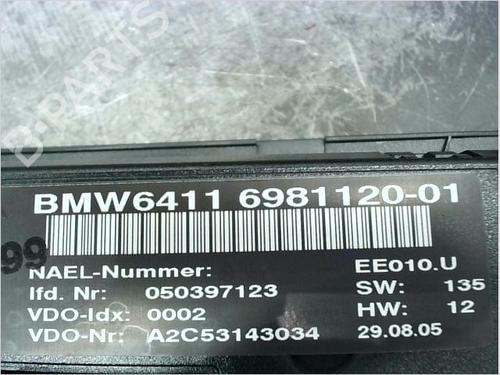 B-PARTS
BMW6411 6981120-01
99
NAEL-Nummer: EE010.U
lfd. Nr: 050397123 SW: 135
VDO-Idx: 0002 HW: 12
VDO-Nr: A2C53143034 29.08.05